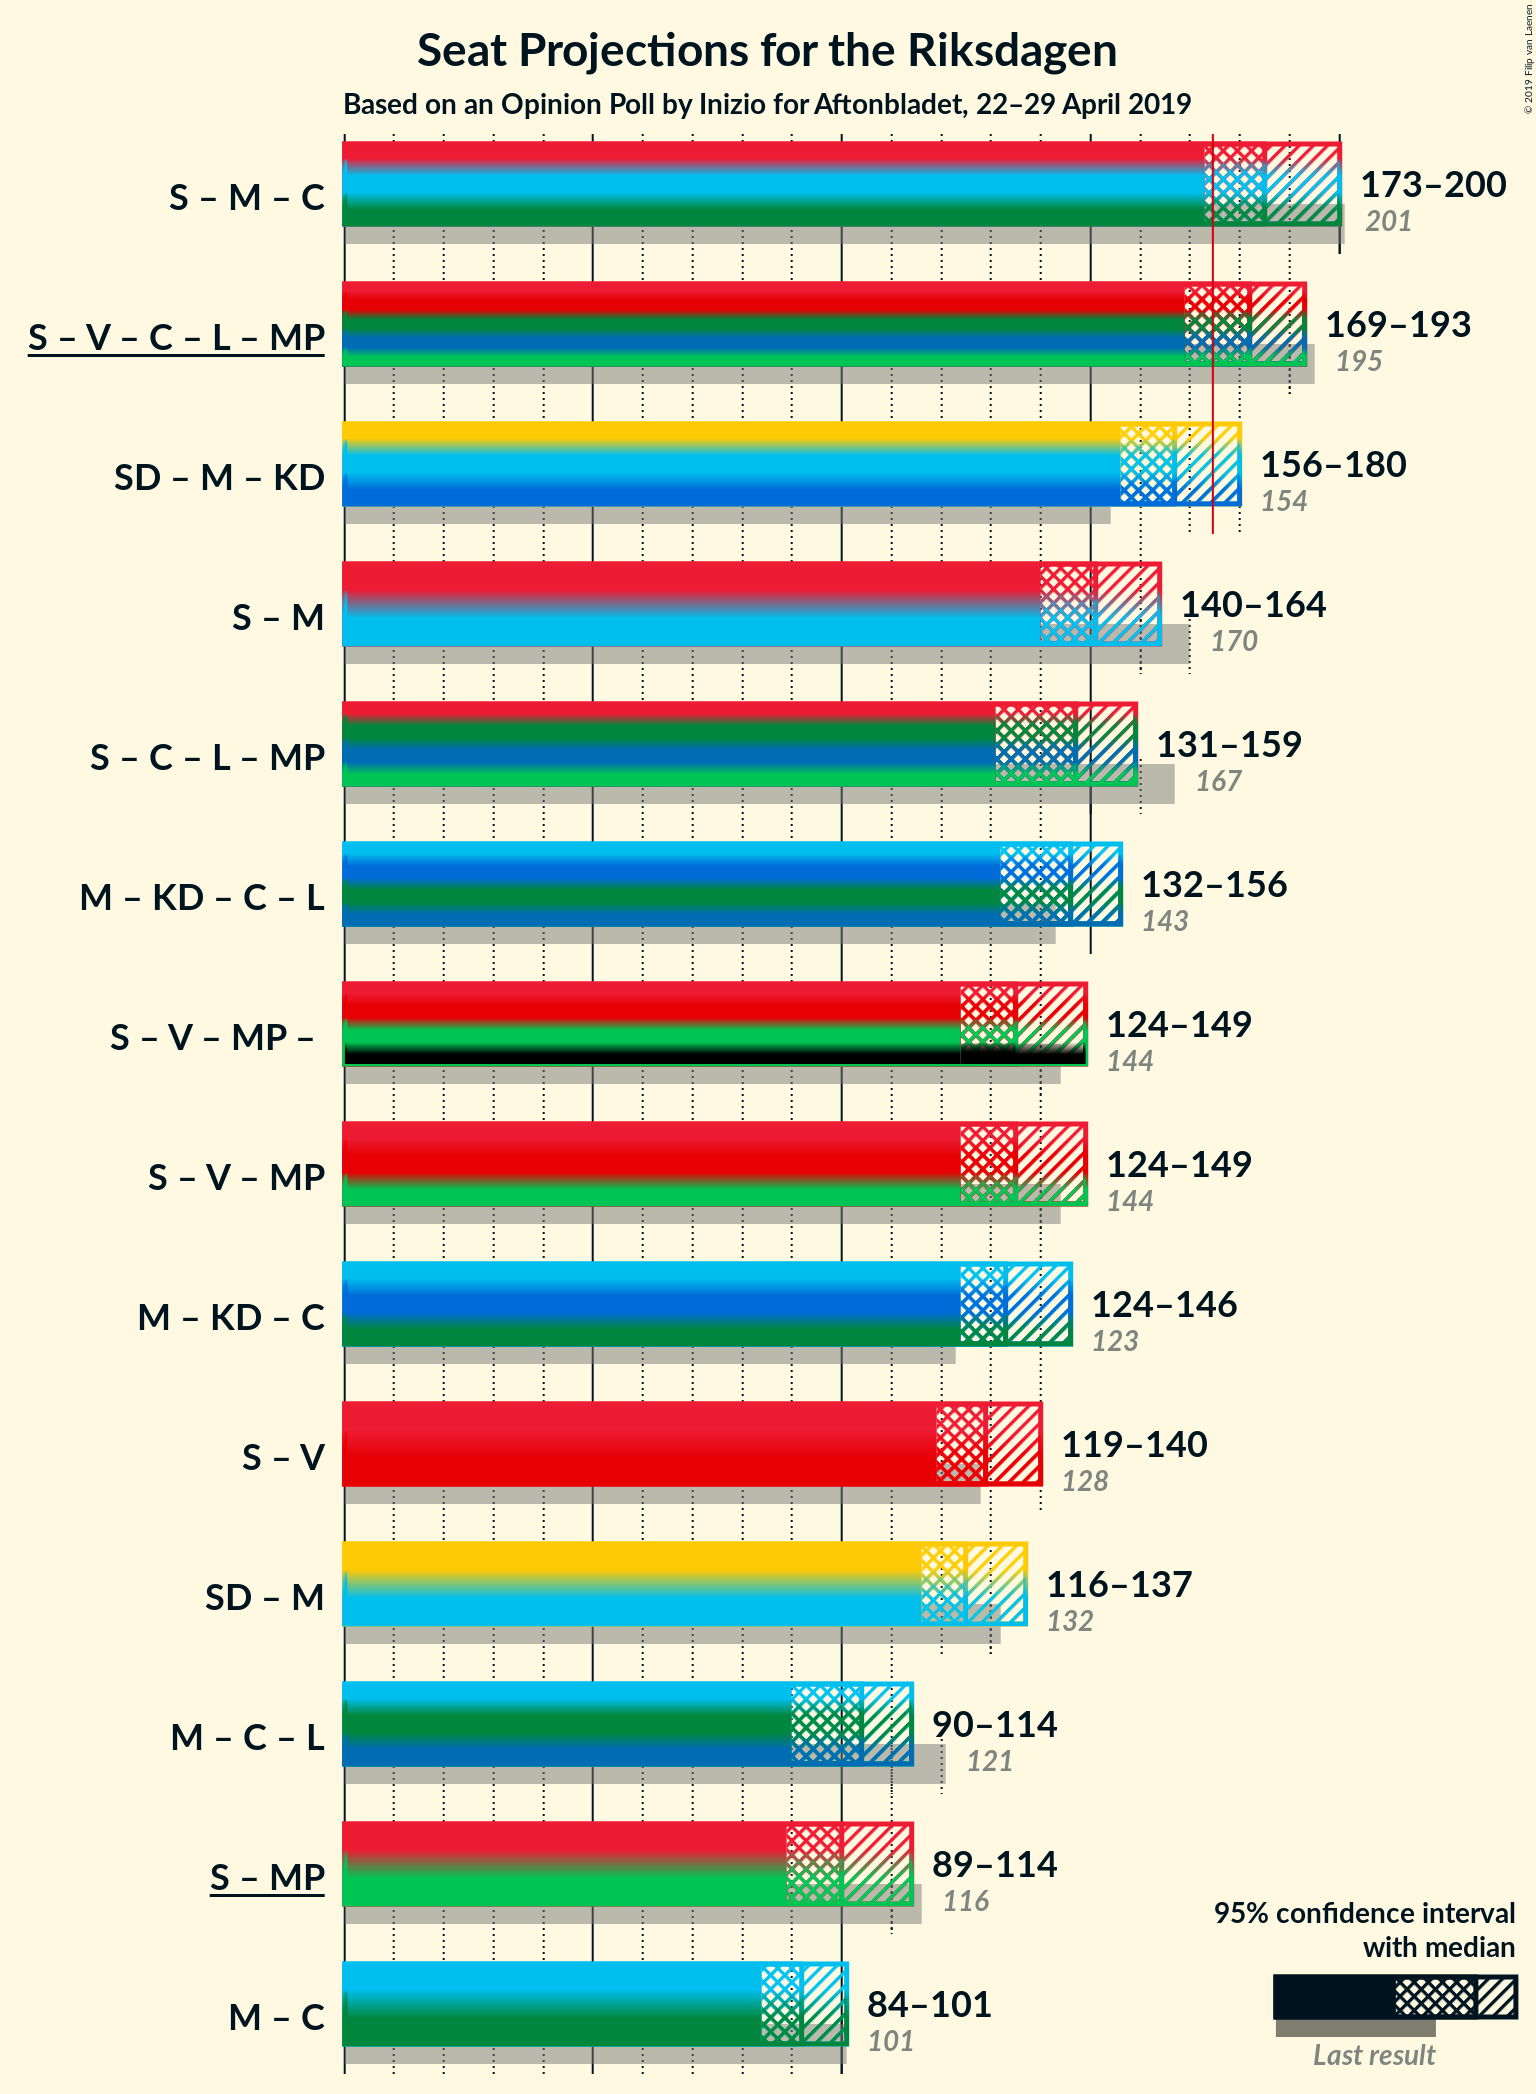 Seat Projections for the Riksdagen
Based on an Opinion Poll by Inizio for Aftonbladet, 22–29 April 2019
© 2019 Filip van Laenen
S – M – C
173–200
201
S – V – C – L – MP
169–193
195
SD – M – KD
156–180
154
S – M
140–164
170
S – C – L – MP
131–159
167
M – KD – C – L
132–156
143
S – V – MP –
124–149
144
S – V – MP
124–149
144
M – KD – C
124–146
123
S – V
119–140
128
SD – M
116–137
132
M – C – L
90–114
121
S – MP
89–114
116
M – C
84–101
101
95% confidence interval
with median
Last result